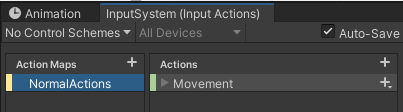 Animation InputSystem (Input Actions)
No Control Schemes All Devices Auto-Save
Action Maps + Actions +
NormalActions Movement +